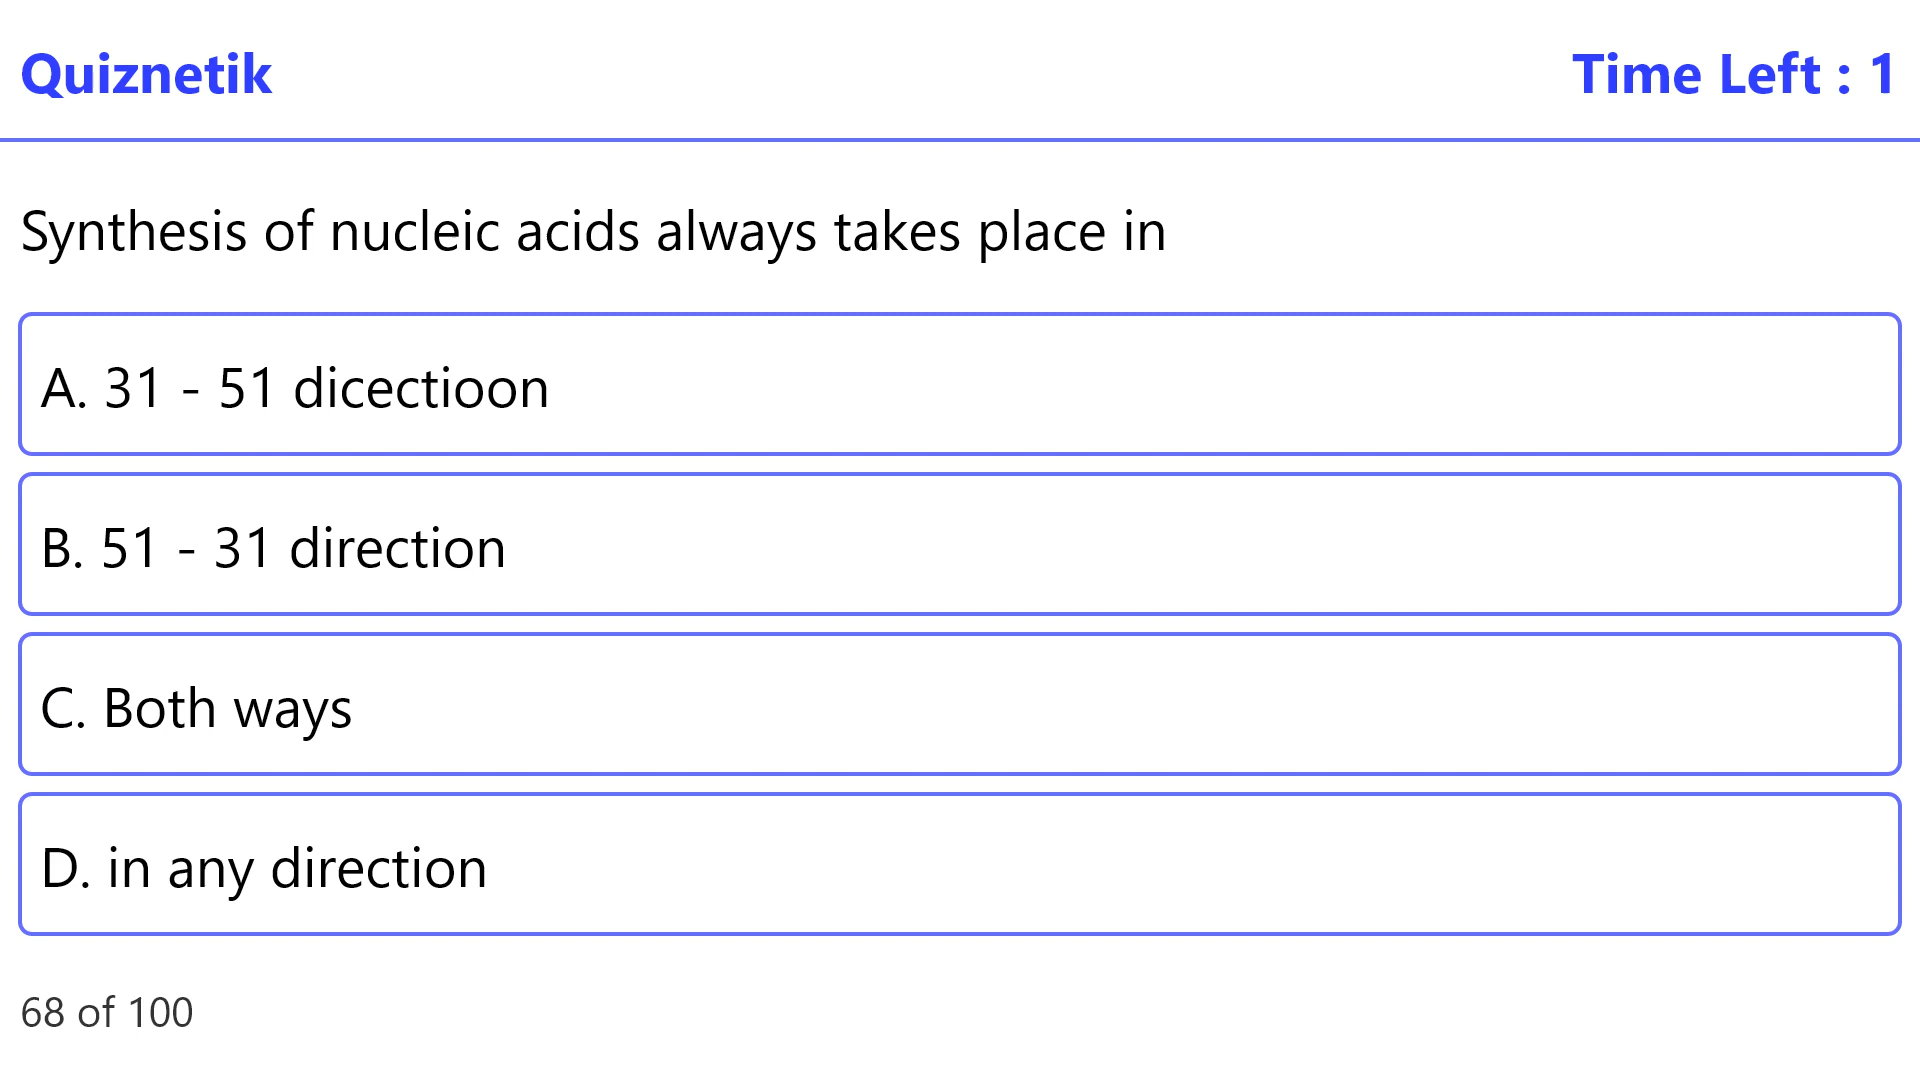 Quiznetik
Time Left : 1
Synthesis of nucleic acids always takes place in
A. 31 - 51 dicectioon
B. 51 - 31 direction
C. Both ways
D. in any direction
68 of 100